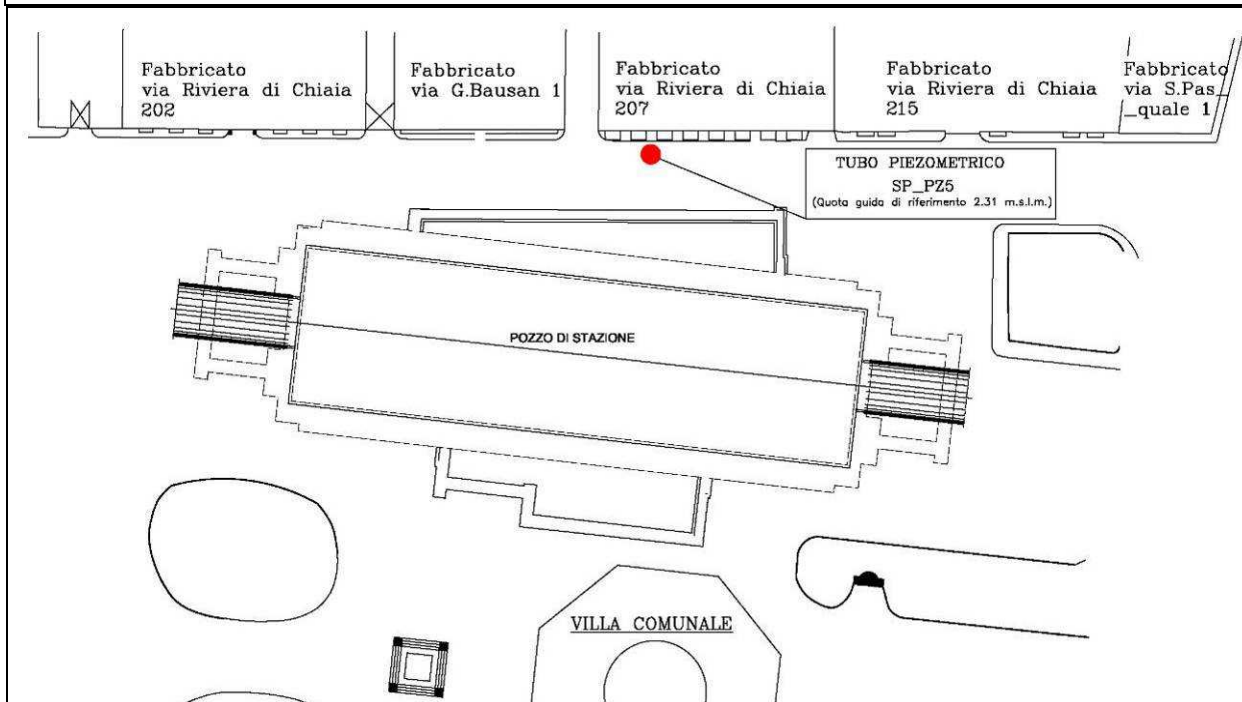 Fabbricato
via Riviera di Chiaia
202
Fabbricato
via G.Bausan 1
Fabbricato
via Riviera di Chiaia
207
Fabbricato
via Riviera di Chiaia
215
Fabbricato
via S.Pas_
_quale 1
TUBO PIEZOMETRICO
SP_PZ5
(Quota guida di riferimento 2.31 m.s.l.m.)
POZZO DI STAZIONE
VILLA COMUNALE